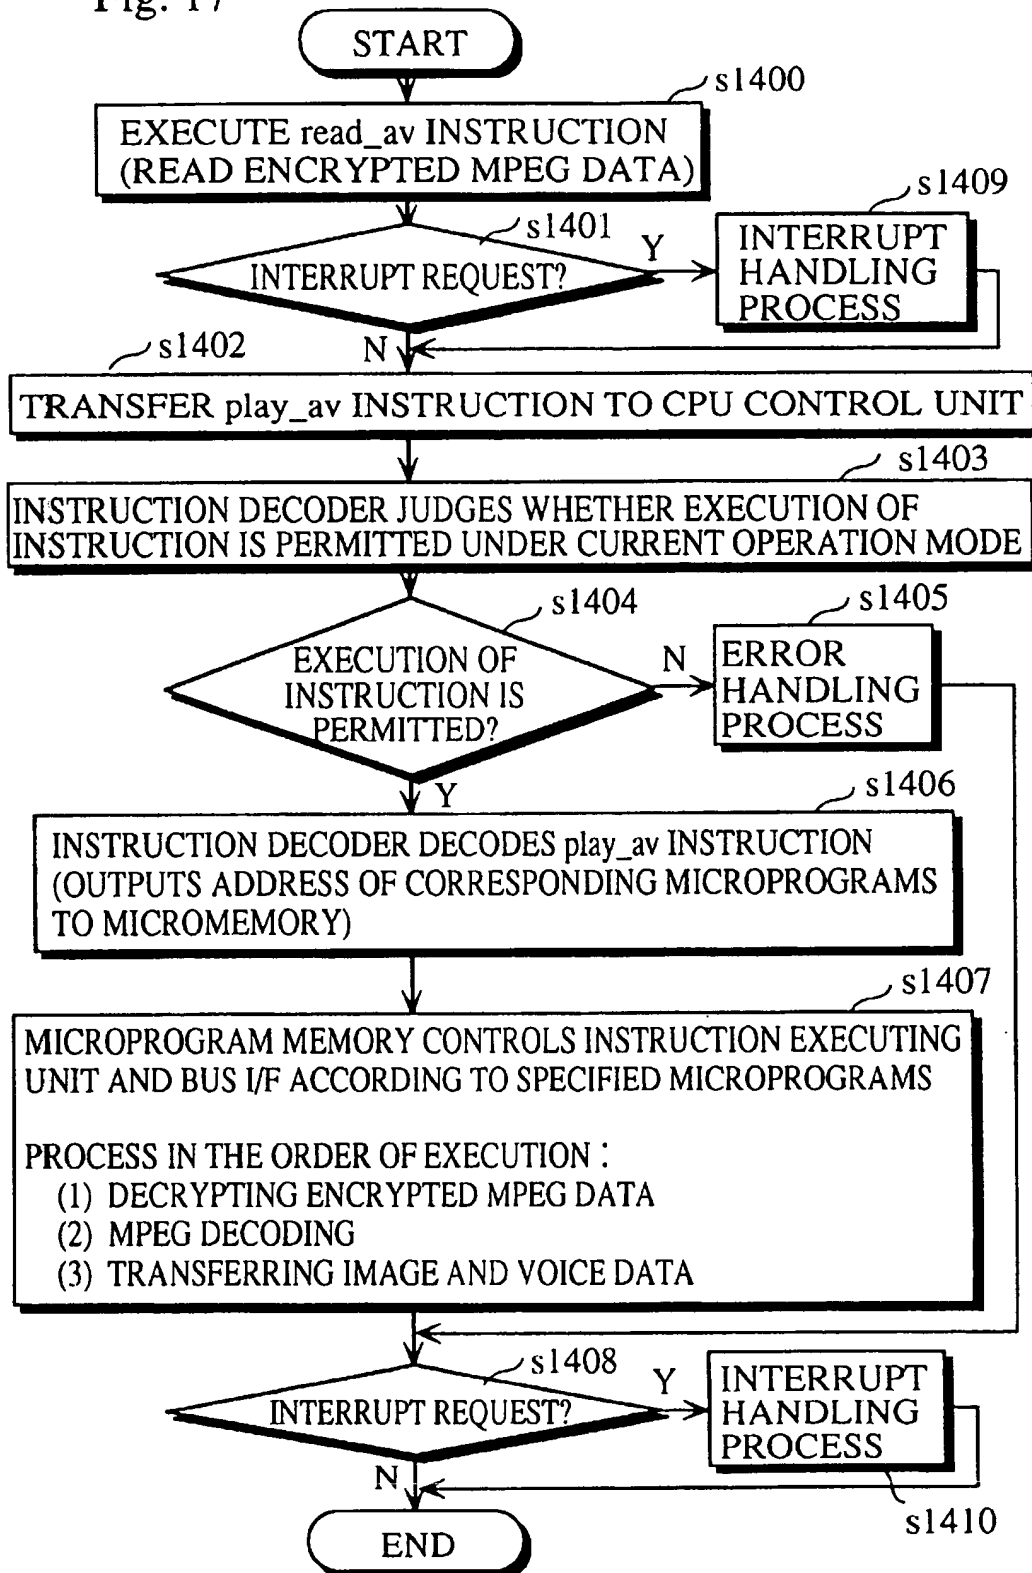 Fig. 17
START
s1400
EXECUTE read_av INSTRUCTION
(READ ENCRYPTED MPEG DATA)
s1401
INTERRUPT REQUEST?
Y
s1409
INTERRUPT
HANDLING
PROCESS
N
s1402
TRANSFER play_av INSTRUCTION TO CPU CONTROL UNIT
s1403
INSTRUCTION DECODER JUDGES WHETHER EXECUTION OF
INSTRUCTION IS PERMITTED UNDER CURRENT OPERATION MODE
s1404
EXECUTION OF
INSTRUCTION IS
PERMITTED?
N
s1405
ERROR
HANDLING
PROCESS
Y
s1406
INSTRUCTION DECODER DECODES play_av INSTRUCTION
(OUTPUTS ADDRESS OF CORRESPONDING MICROPROGRAMS
TO MICROMEMORY)
s1407
MICROPROGRAM MEMORY CONTROLS INSTRUCTION EXECUTING
UNIT AND BUS I/F ACCORDING TO SPECIFIED MICROPROGRAMS
PROCESS IN THE ORDER OF EXECUTION :
(1) DECRYPTING ENCRYPTED MPEG DATA
(2) MPEG DECODING
(3) TRANSFERRING IMAGE AND VOICE DATA
s1408
INTERRUPT REQUEST?
Y
INTERRUPT
HANDLING
PROCESS
s1410
N
END